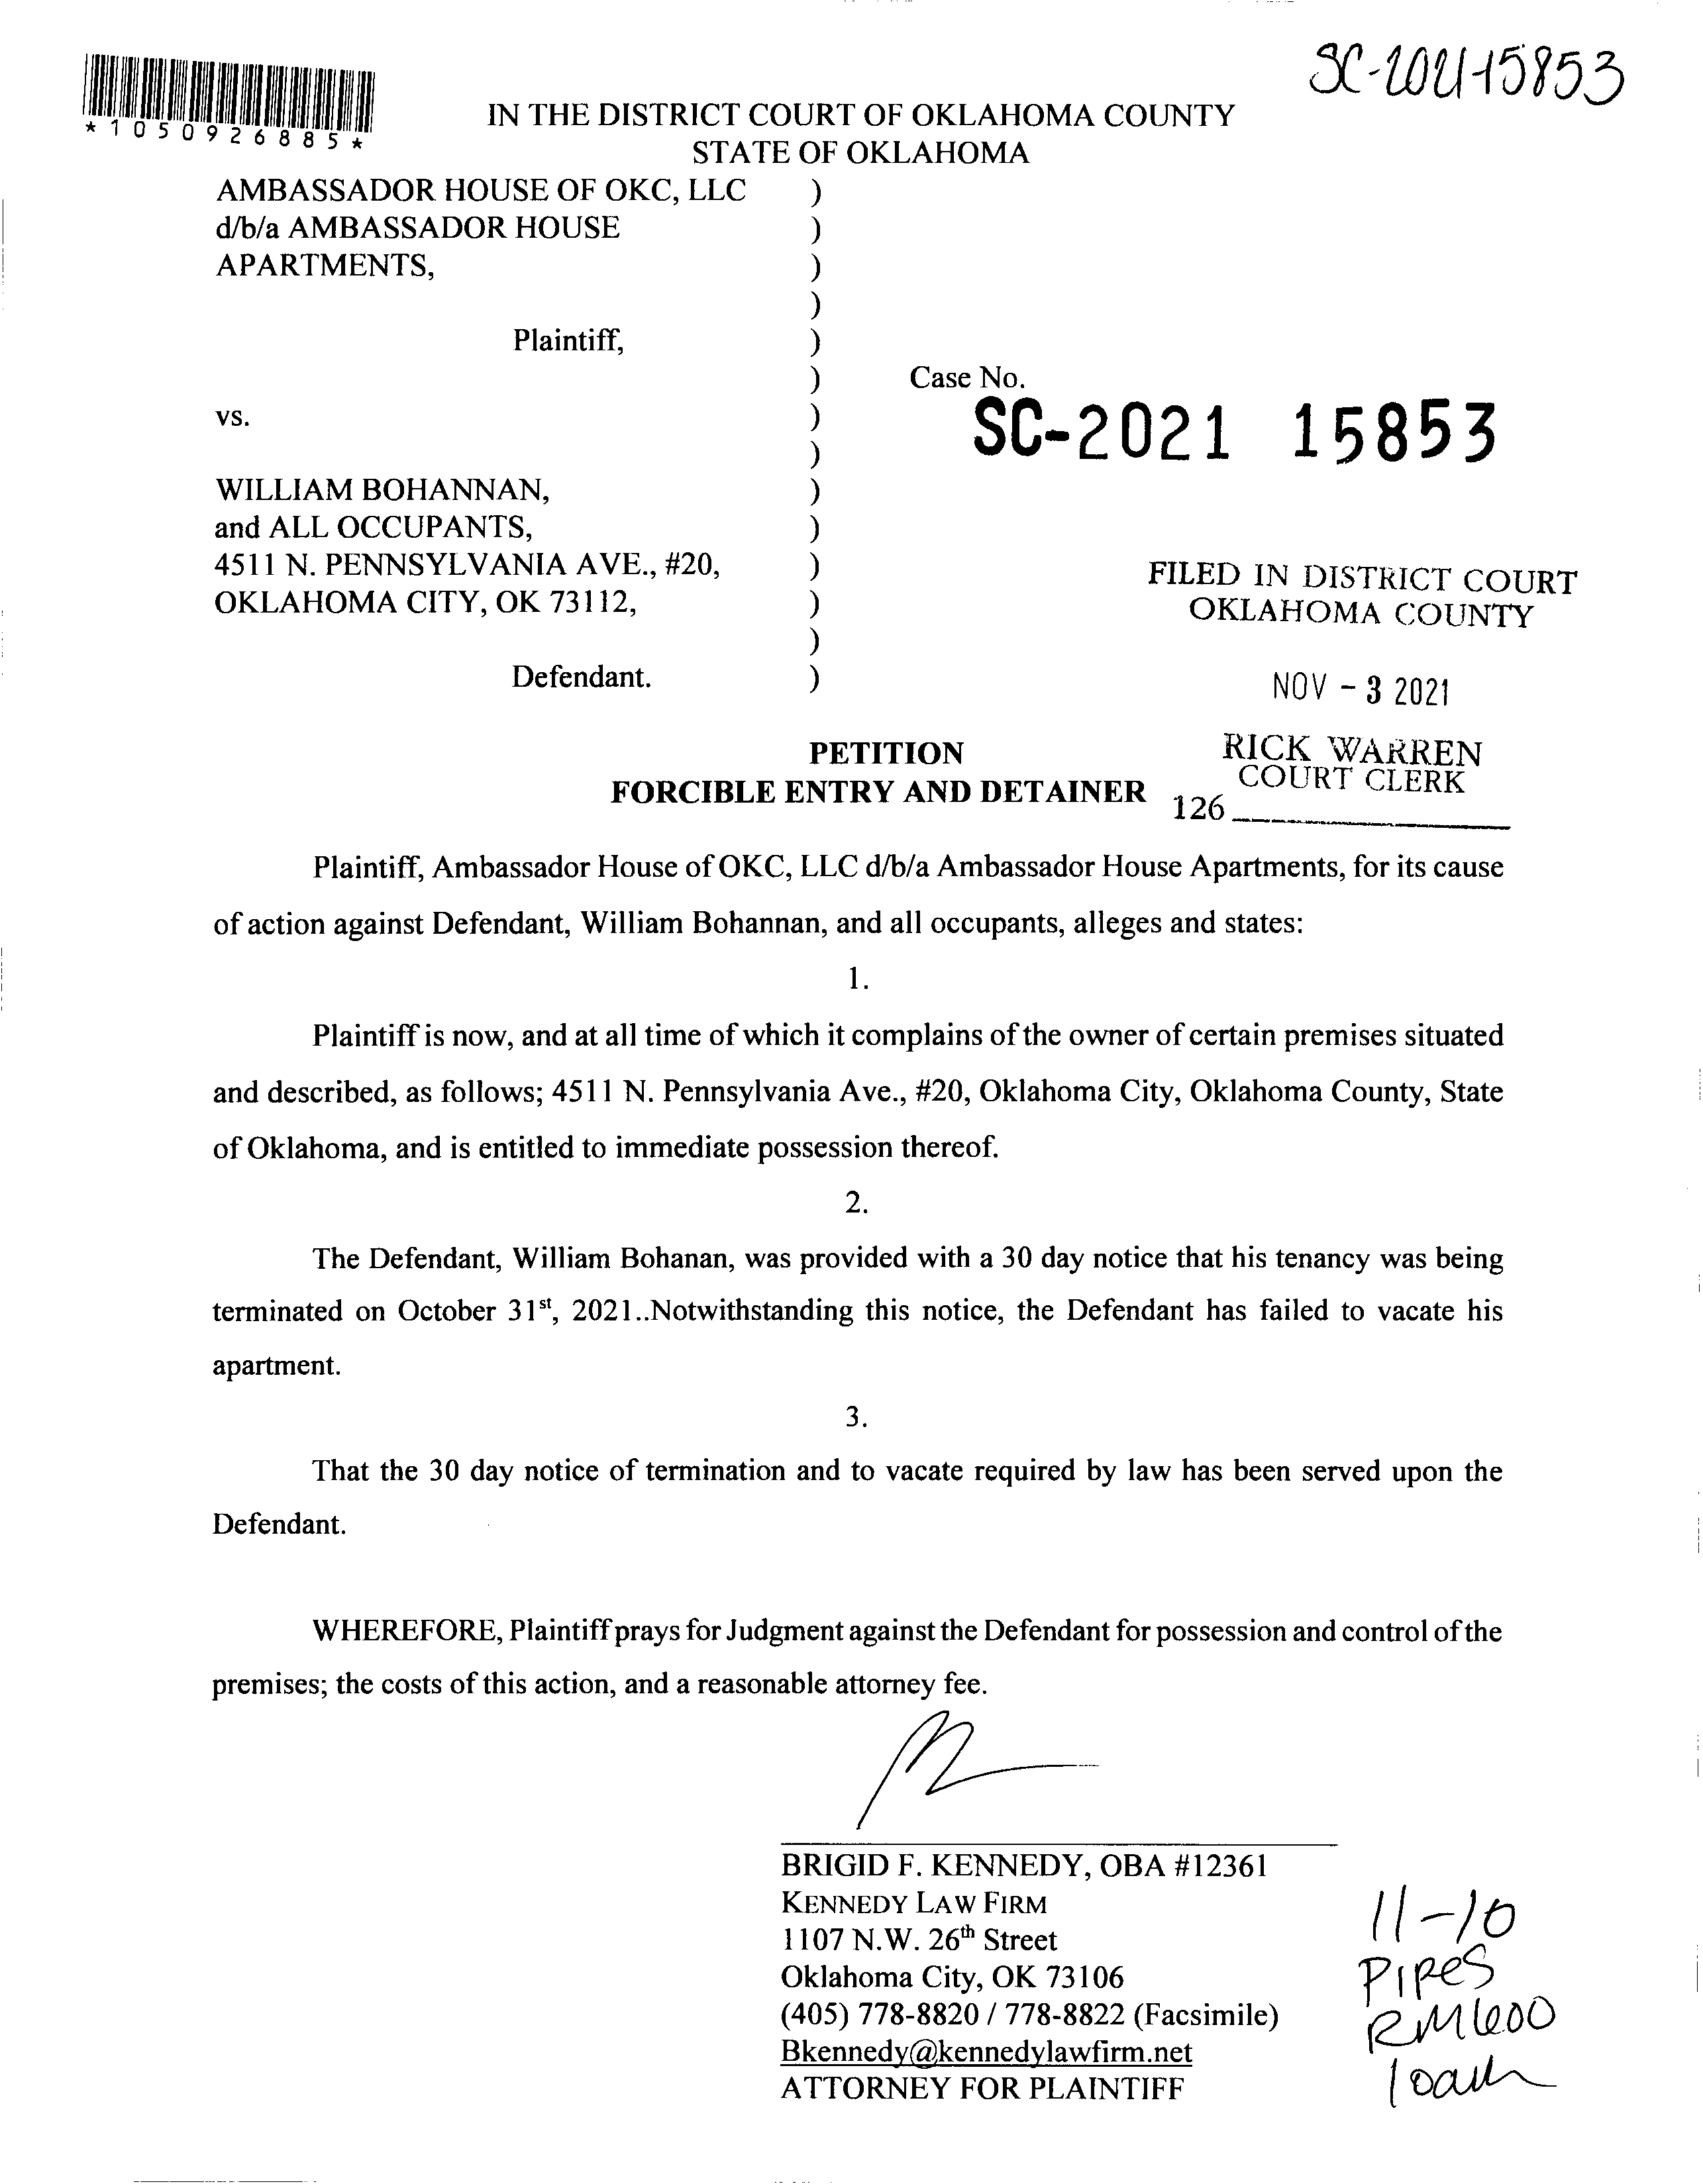 SC-2021-15853
*1050926885*
IN THE DISTRICT COURT OF OKLAHOMA COUNTY
STATE OF OKLAHOMA
AMBASSADOR HOUSE OF OKC, LLC )
d/b/a AMBASSADOR HOUSE )
APARTMENTS, )
)
Plaintiff, )
) Case No.
vs. ) SC-2021 15853
)
WILLIAM BOHANNAN, )
and ALL OCCUPANTS, )
4511 N. PENNSYLVANIA AVE., #20, )
OKLAHOMA CITY, OK 73112, )
)
Defendant. )
FILED IN DISTRICT COURT
OKLAHOMA COUNTY
NOV - 3 2021
RICK WARREN
COURT CLERK
126
PETITION
FORCIBLE ENTRY AND DETAINER
Plaintiff, Ambassador House of OKC, LLC d/b/a Ambassador House Apartments, for its cause
of action against Defendant, William Bohannan, and all occupants, alleges and states:
1.
Plaintiff is now, and at all time of which it complains of the owner of certain premises situated
and described, as follows; 4511 N. Pennsylvania Ave., #20, Oklahoma City, Oklahoma County, State
of Oklahoma, and is entitled to immediate possession thereof.
2.
The Defendant, William Bohanan, was provided with a 30 day notice that his tenancy was being
terminated on October 31st, 2021..Notwithstanding this notice, the Defendant has failed to vacate his
apartment.
3.
That the 30 day notice of termination and to vacate required by law has been served upon the
Defendant.
WHEREFORE, Plaintiff prays for Judgment against the Defendant for possession and control of the
premises; the costs of this action, and a reasonable attorney fee.
BRIGID F. KENNEDY, OBA #12361
KENNEDY LAW FIRM
1107 N.W. 26th Street
Oklahoma City, OK 73106
(405) 778-8820 / 778-8822 (Facsimile)
Bkennedy@kennedylawfirm.net
ATTORNEY FOR PLAINTIFF
11-10
PIPES
RM 600
10am